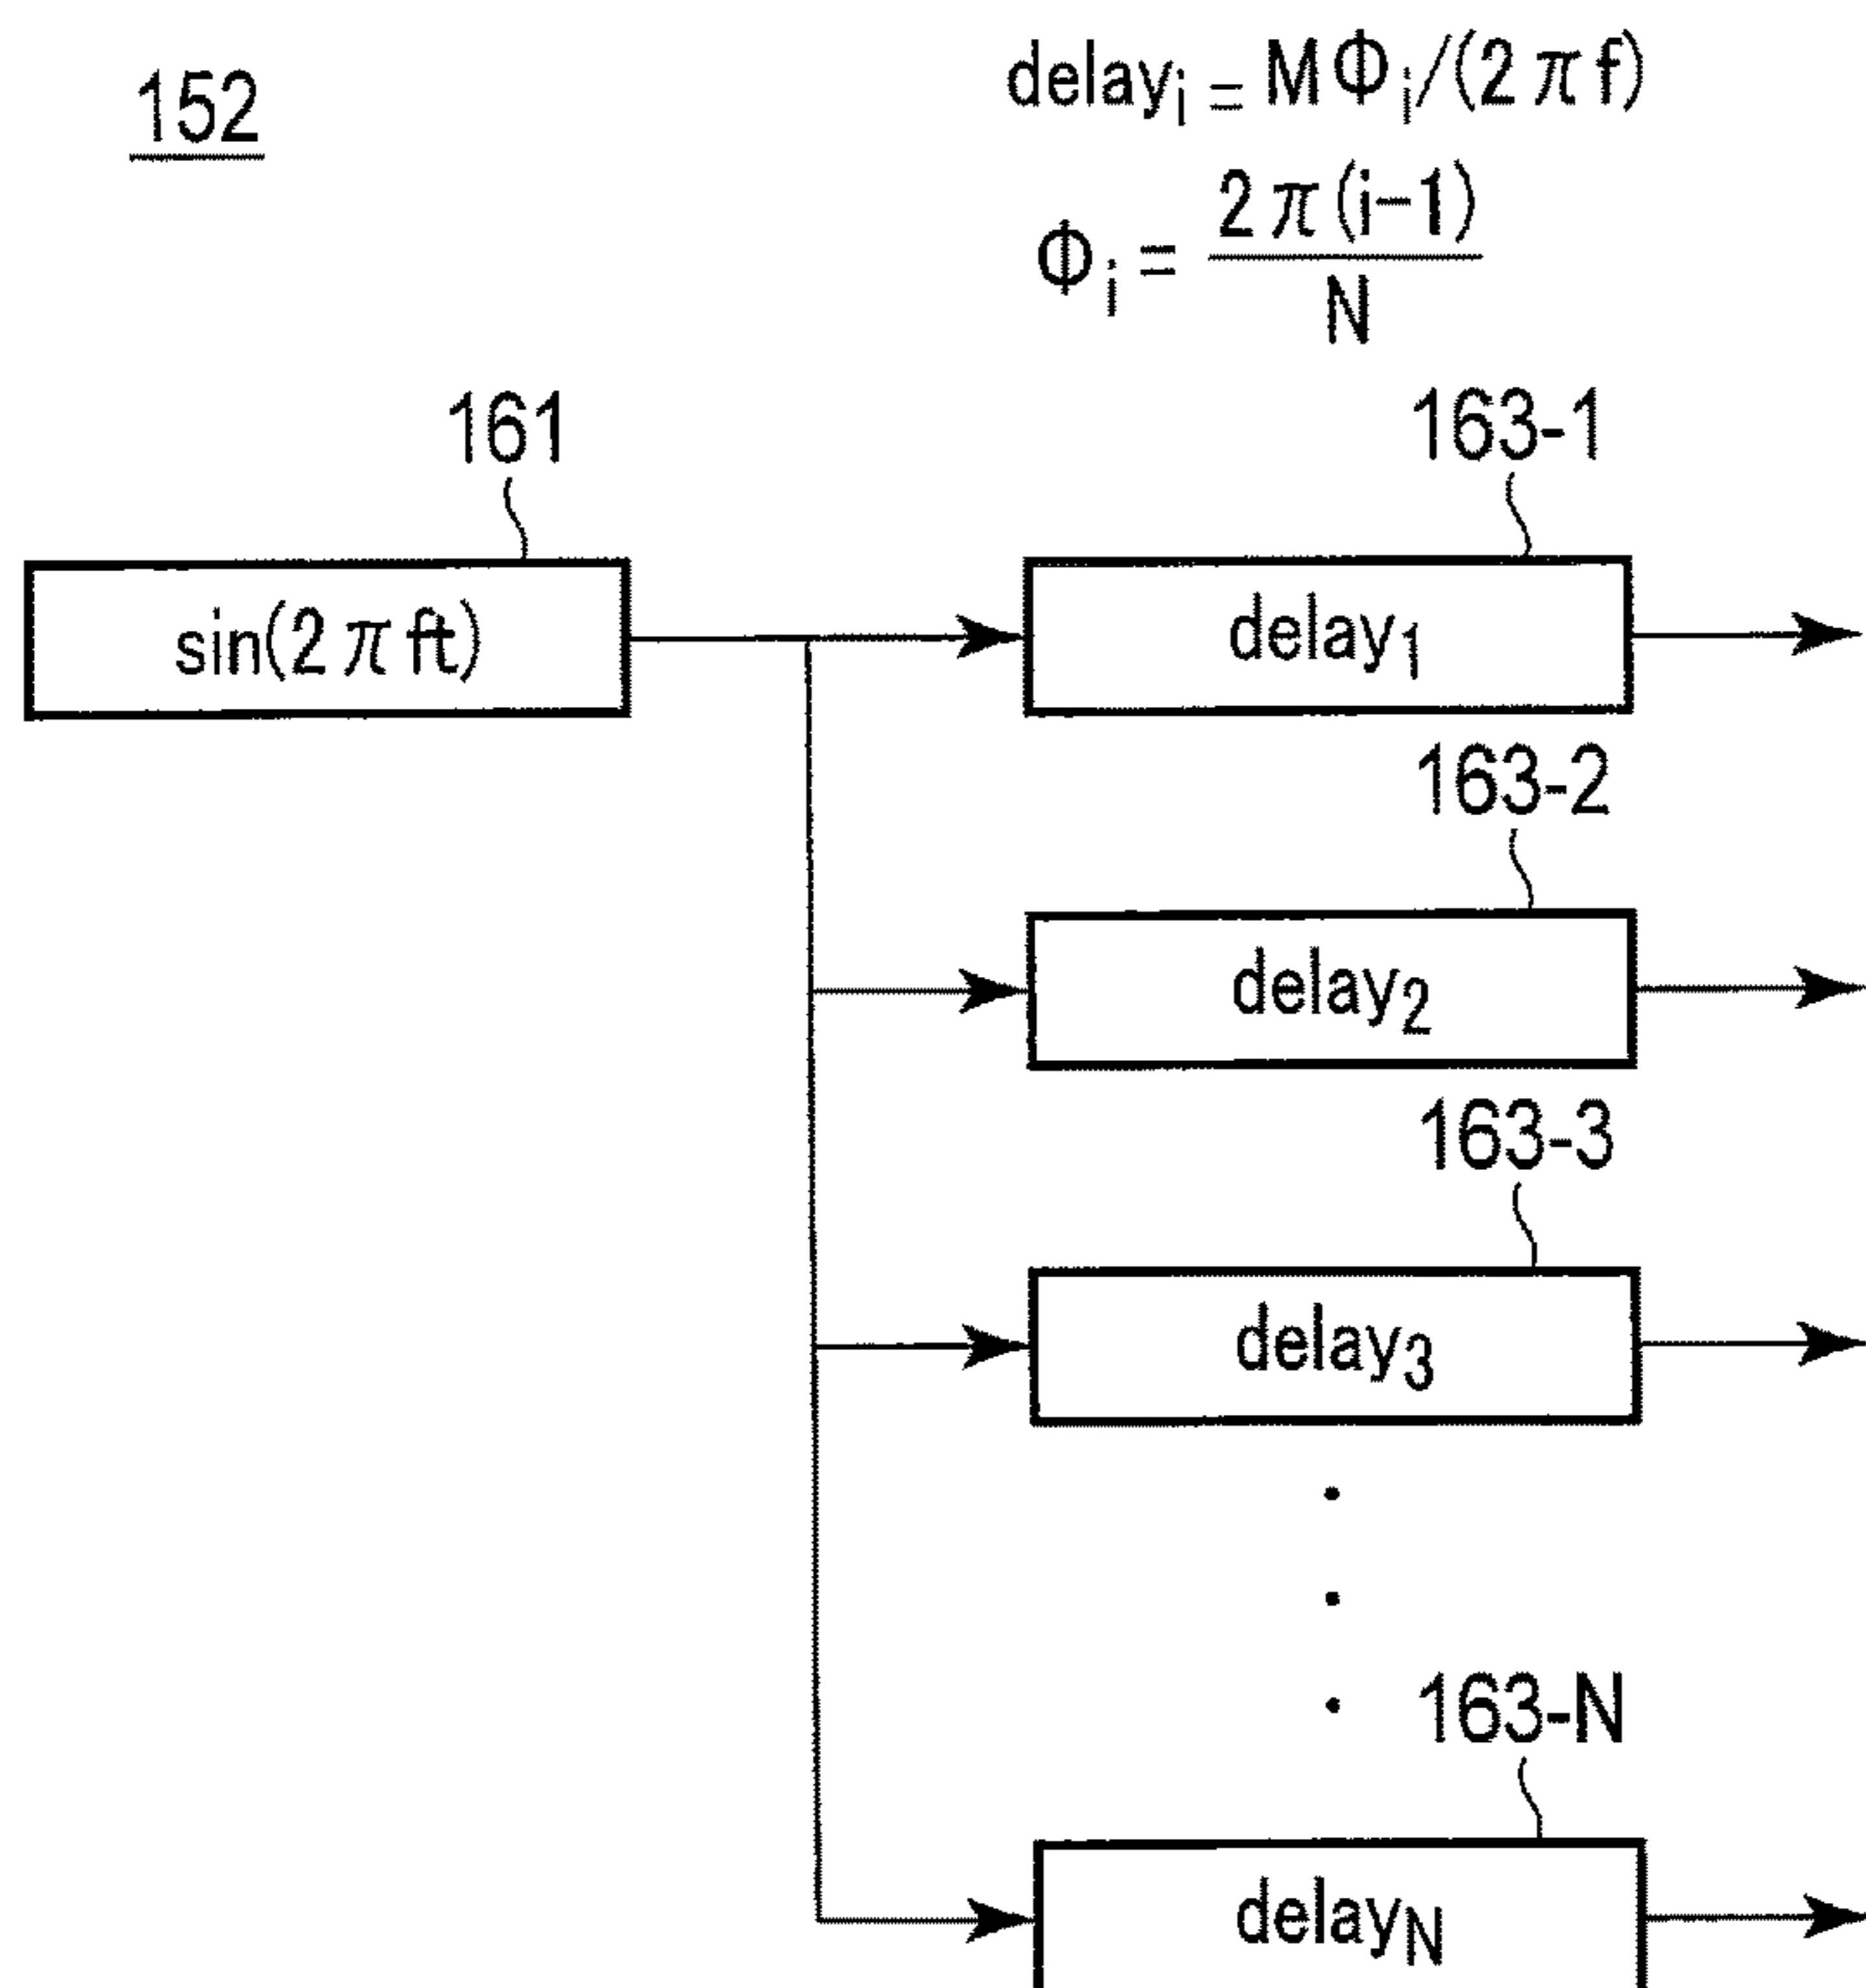 152
delayᵢ = MΦᵢ/(2πf)
Φᵢ = 2π(i-1)/N
161
163-1
sin(2πft)
delay₁
163-2
delay₂
163-3
delay₃
163-N
delay_N